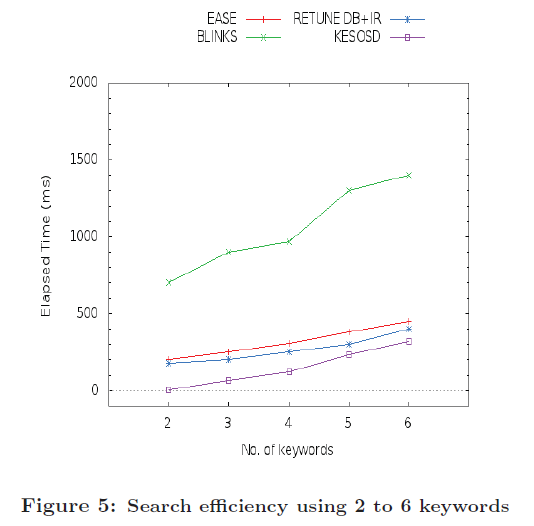 EASE RETUNE DB+IR
BLINKS KESOSD
2000
1500
1000
500
0
Elapsed Time (ms)
2 3 4 5 6
No. of keywords
Figure 5: Search efficiency using 2 to 6 keywords